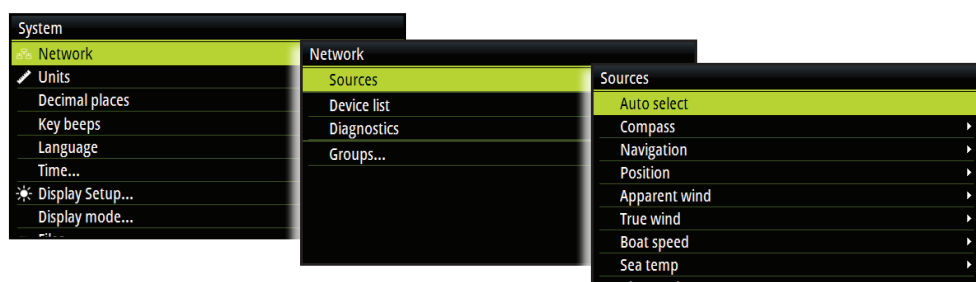 System
Network
Units
Decimal places
Key beeps
Language
Time...
Display Setup...
Display mode...
Network
Sources
Device list
Diagnostics
Groups...
Sources
Auto select
Compass
Navigation
Position
Apparent wind
True wind
Boat speed
Sea temp